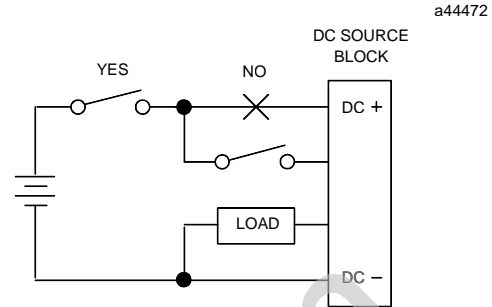 a44472
DC SOURCE
BLOCK
YES
NO
DC +
LOAD
DC −